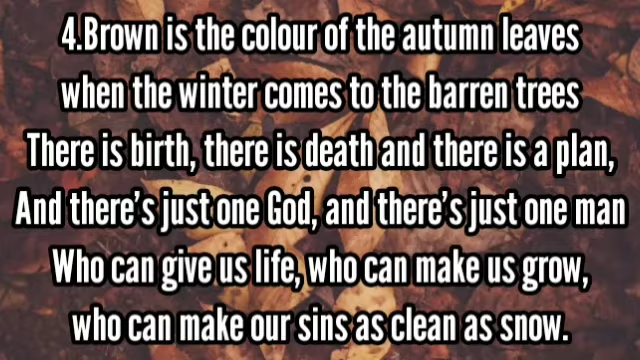 4.Brown is the colour of the autumn leaves
when the winter comes to the barren trees
There is birth, there is death and there is a plan,
And there's just one God, and there's just one man
Who can give us life, who can make us grow,
who can make our sins as clean as snow.